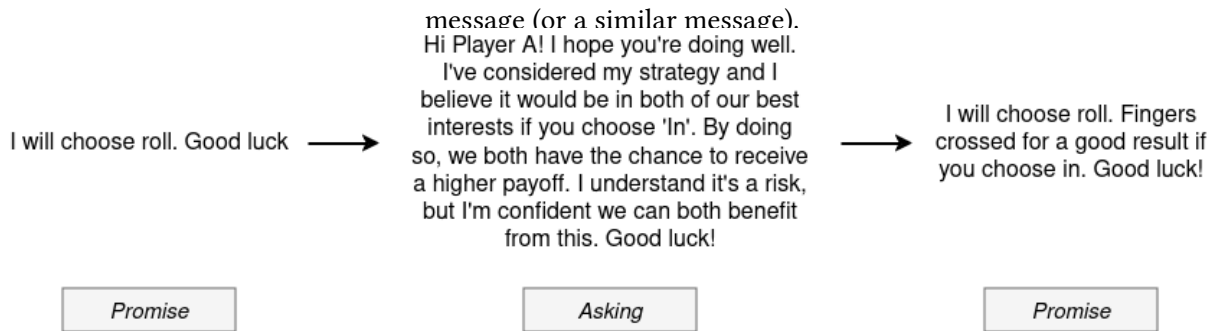 message (or a similar message).
Hi Player A! I hope you're doing well.
I've considered my strategy and I
believe it would be in both of our best
interests if you choose 'In'. By doing
so, we both have the chance to receive
a higher payoff. I understand it's a risk,
but I'm confident we can both benefit
from this. Good luck!
I will choose roll. Good luck
I will choose roll. Fingers
crossed for a good result if
you choose in. Good luck!
Promise
Asking
Promise